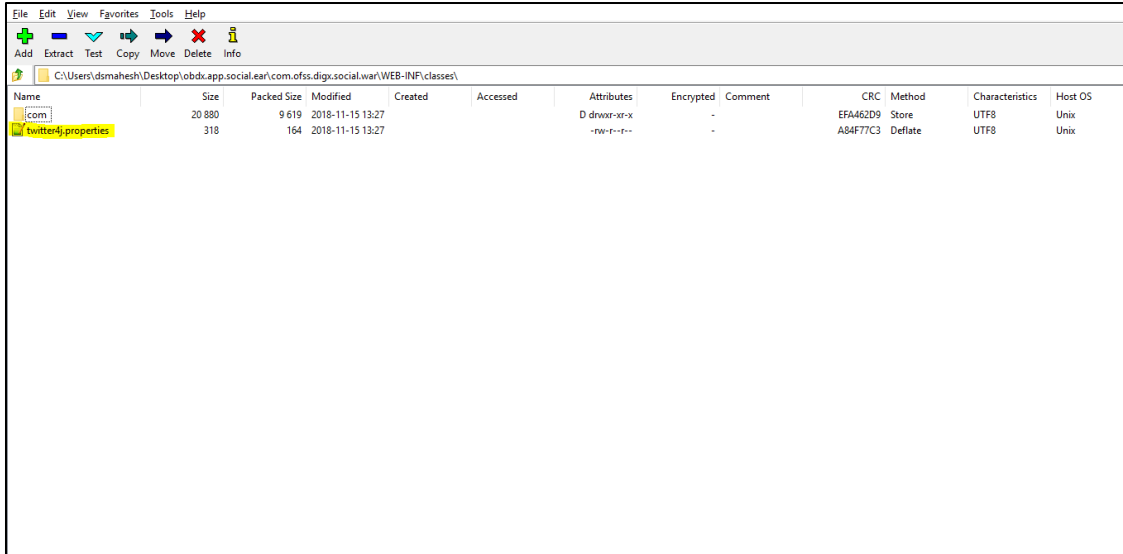 File Edit View Favorites Tools Help
Add Extract Test Copy Move Delete Info
C:\Users\dsmahesh\Desktop\obdx.app.social.ear\com.ofss.digx.social.war\WEB-INF\classes\
Name Size Packed Size Modified Created Accessed Attributes Encrypted Comment CRC Method Characteristics Host OS
com 20 880 9 619 2018-11-15 13:27 D drwxr-xr-x - EFA462D9 Store UTF8 Unix
twitter4j.properties 318 164 2018-11-15 13:27 -rw-r--r-- - A84F77C3 Deflate UTF8 Unix